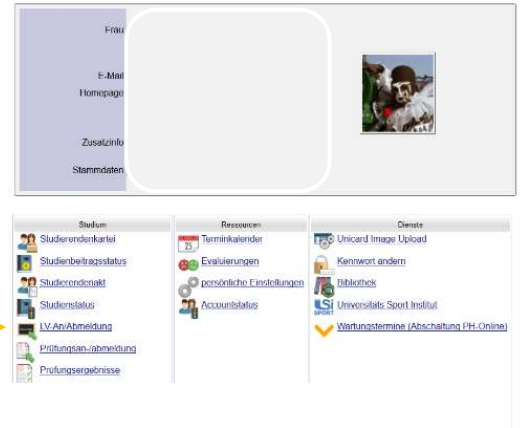 Frau
E-Mail
Homepage
Zusatzinfo
Stammdaten
Studium
Studierendenkartei
Studienbeitragsstatus
Studierendenakt
Studienstatus
LV-An/Abmeldung
Prüfungsan-/abmeldung
Prüfungsergebnisse
Ressourcen
25
Terminkalender
Evaluierungen
persönliche Einstellungen
Accountstatus
Dienste
Unicard Image Upload
Kennwort ändern
Bibliothek
USI
SPORT
Universitäts Sport Institut
Wartungstermine (Abschaltung PH-Online)